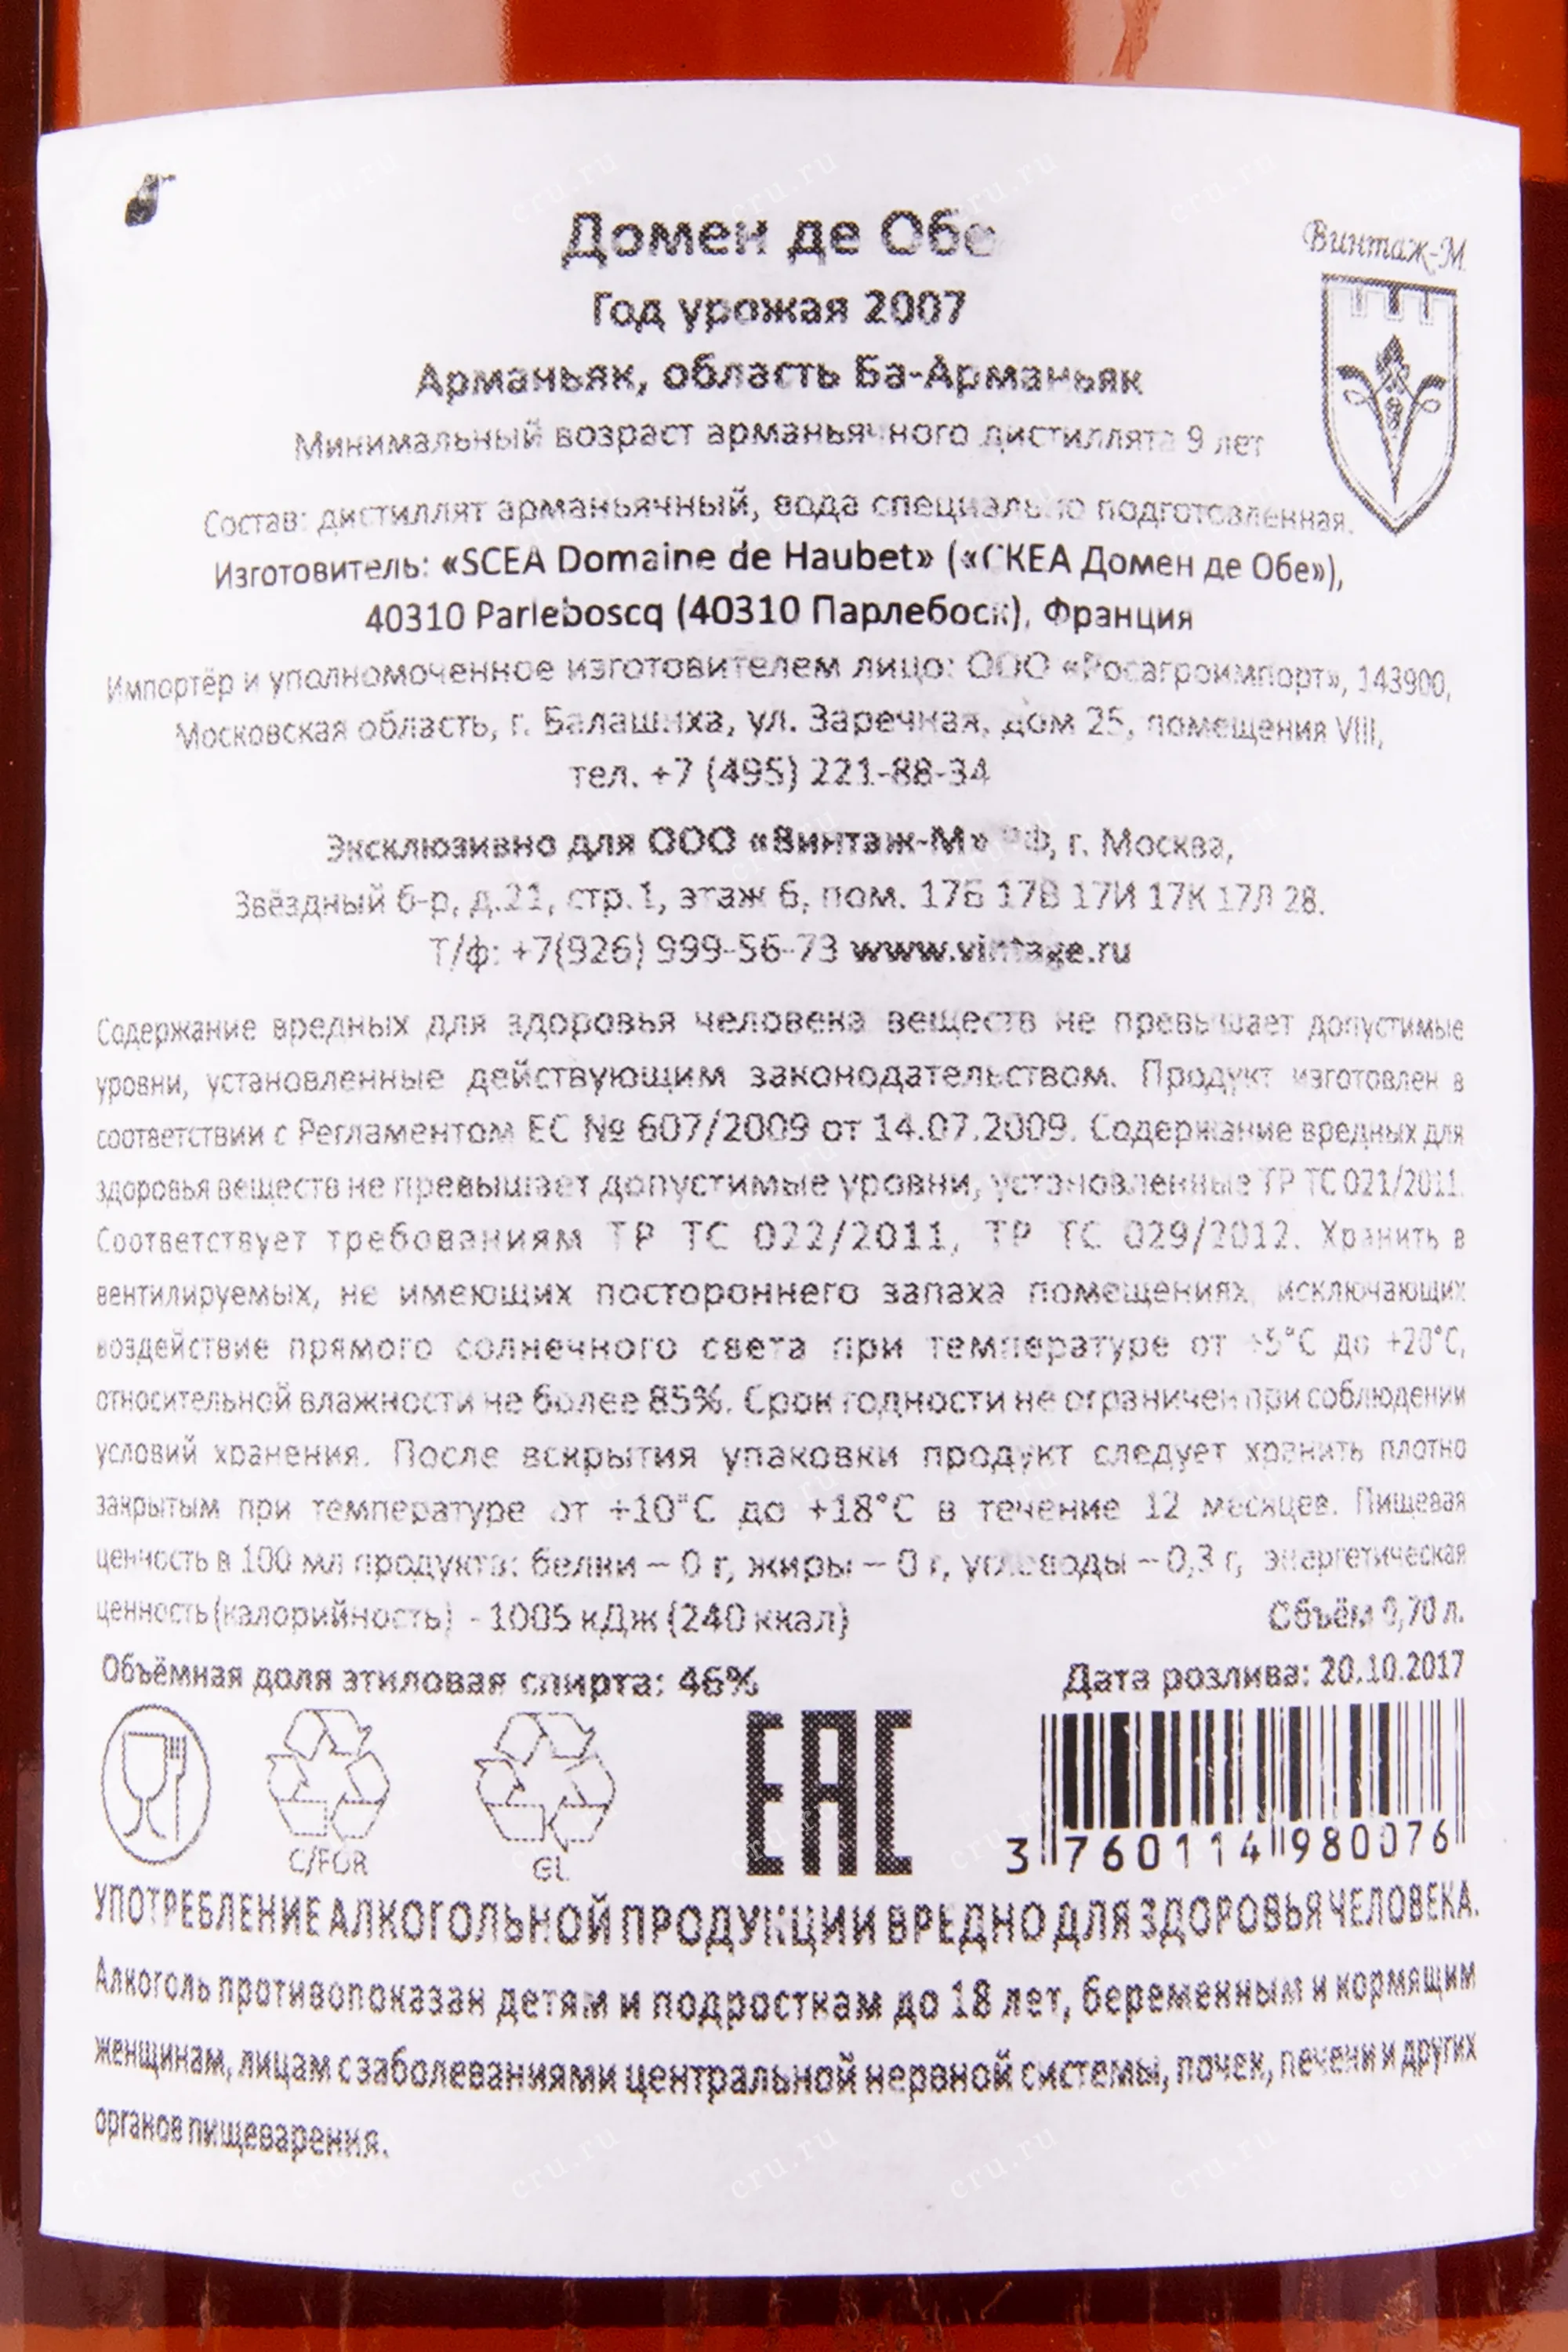 Домен де Обе
Винтаж-М
Год урожая 2007
Арманьяк, область Ба-Арманьяк
Минимальный возраст арманьячного дистиллята 9 лет
Состав: дистиллят арманьячный, вода специально подготовленная.
Изготовитель: «SCEA Domaine de Haubet» («СКЕА Домен де Обе»),
40310 Parleboscq (40310 Парлебоск), Франция
Импортёр и уполномоченное изготовителем лицо: ООО «Росагроимпорт», 143900,
Московская область, г. Балашиха, ул. Заречная, дом 25, помещения VIII,
тел. +7 (495) 221-88-34
Эксклюзивно для ООО «Винтаж-М» РФ, г. Москва,
Звёздный б-р, д.21, стр.1, этаж 6, пом. 17Б 17В 17И 17К 17Л 28.
Т/ф: +7(926) 999-56-73 www.vintage.ru
Содержание вредных для здоровья человека веществ не превышает допустимые
уровни, установленные действующим законодательством. Продукт изготовлен в
соответствии с Регламентом ЕС № 607/2009 от 14.07.2009. Содержание вредных для
здоровья веществ не превышает допустимые уровни, установленные ТР ТС 021/2011.
Соответствует требованиям ТР ТС 022/2011, ТР ТС 029/2012. Хранить в
вентилируемых, не имеющих постороннего запаха помещениях, исключающих
воздействие прямого солнечного света при температуре от +5°С до +20°С,
относительной влажности не более 85%. Срок годности не ограничен при соблюдении
условий хранения. После вскрытия упаковки продукт следует хранить плотно
закрытым при температуре от +10°С до +18°С в течение 12 месяцев. Пищевая
ценность в 100 мл продукта: белки – 0 г, жиры – 0 г, углеводы – 0,3 г, энергетическая
ценность (калорийность) - 1005 кДж (240 ккал)
Объём 0,70 л.
Объёмная доля этиловая спирта: 46%
Дата розлива: 20.10.2017
C/FOR
GL
EAC
3 760114 980076
УПОТРЕБЛЕНИЕ АЛКОГОЛЬНОЙ ПРОДУКЦИИ ВРЕДНО ДЛЯ ЗДОРОВЬЯ ЧЕЛОВЕКА.
Алкоголь противопоказан детям и подросткам до 18 лет, беременным и кормящим
женщинам, лицам с заболеваниями центральной нервной системы, почек, печени и других
органов пищеварения.
cru.ru